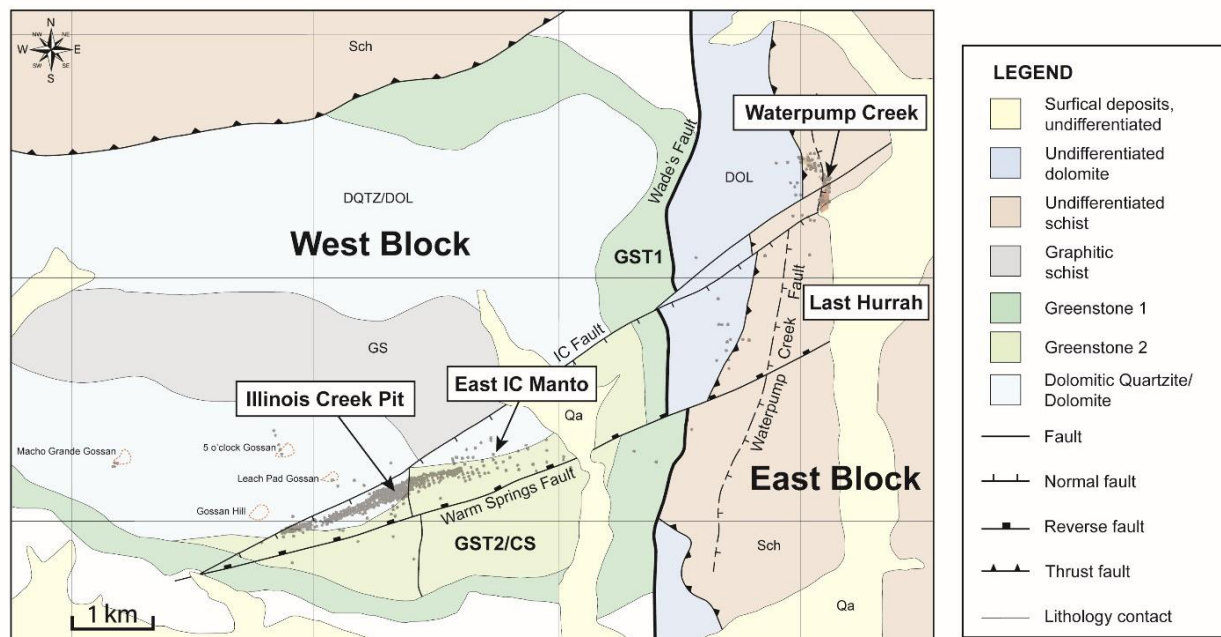 N
NW
NE
W
E
SW
SE
S
Sch
Waterpump Creek
Wade's Fault
DOL
DQTZ/DOL
West Block
GST1
Fault
Last Hurrah
GS
IC Fault
East IC Manto
Illinois Creek Pit
Qa
Waterpump Creek
Macho Grande Gossan
5 o'clock Gossan
Leach Pad Gossan
East Block
Warm Springs Fault
Gossan Hill
GST2/CS
Sch
Qa
1 km
LEGEND
Surfical deposits,
undifferentiated
Undifferentiated
dolomite
Undifferentiated
schist
Graphitic
schist
Greenstone 1
Greenstone 2
Dolomitic Quartzite/
Dolomite
Fault
Normal fault
Reverse fault
Thrust fault
Lithology contact